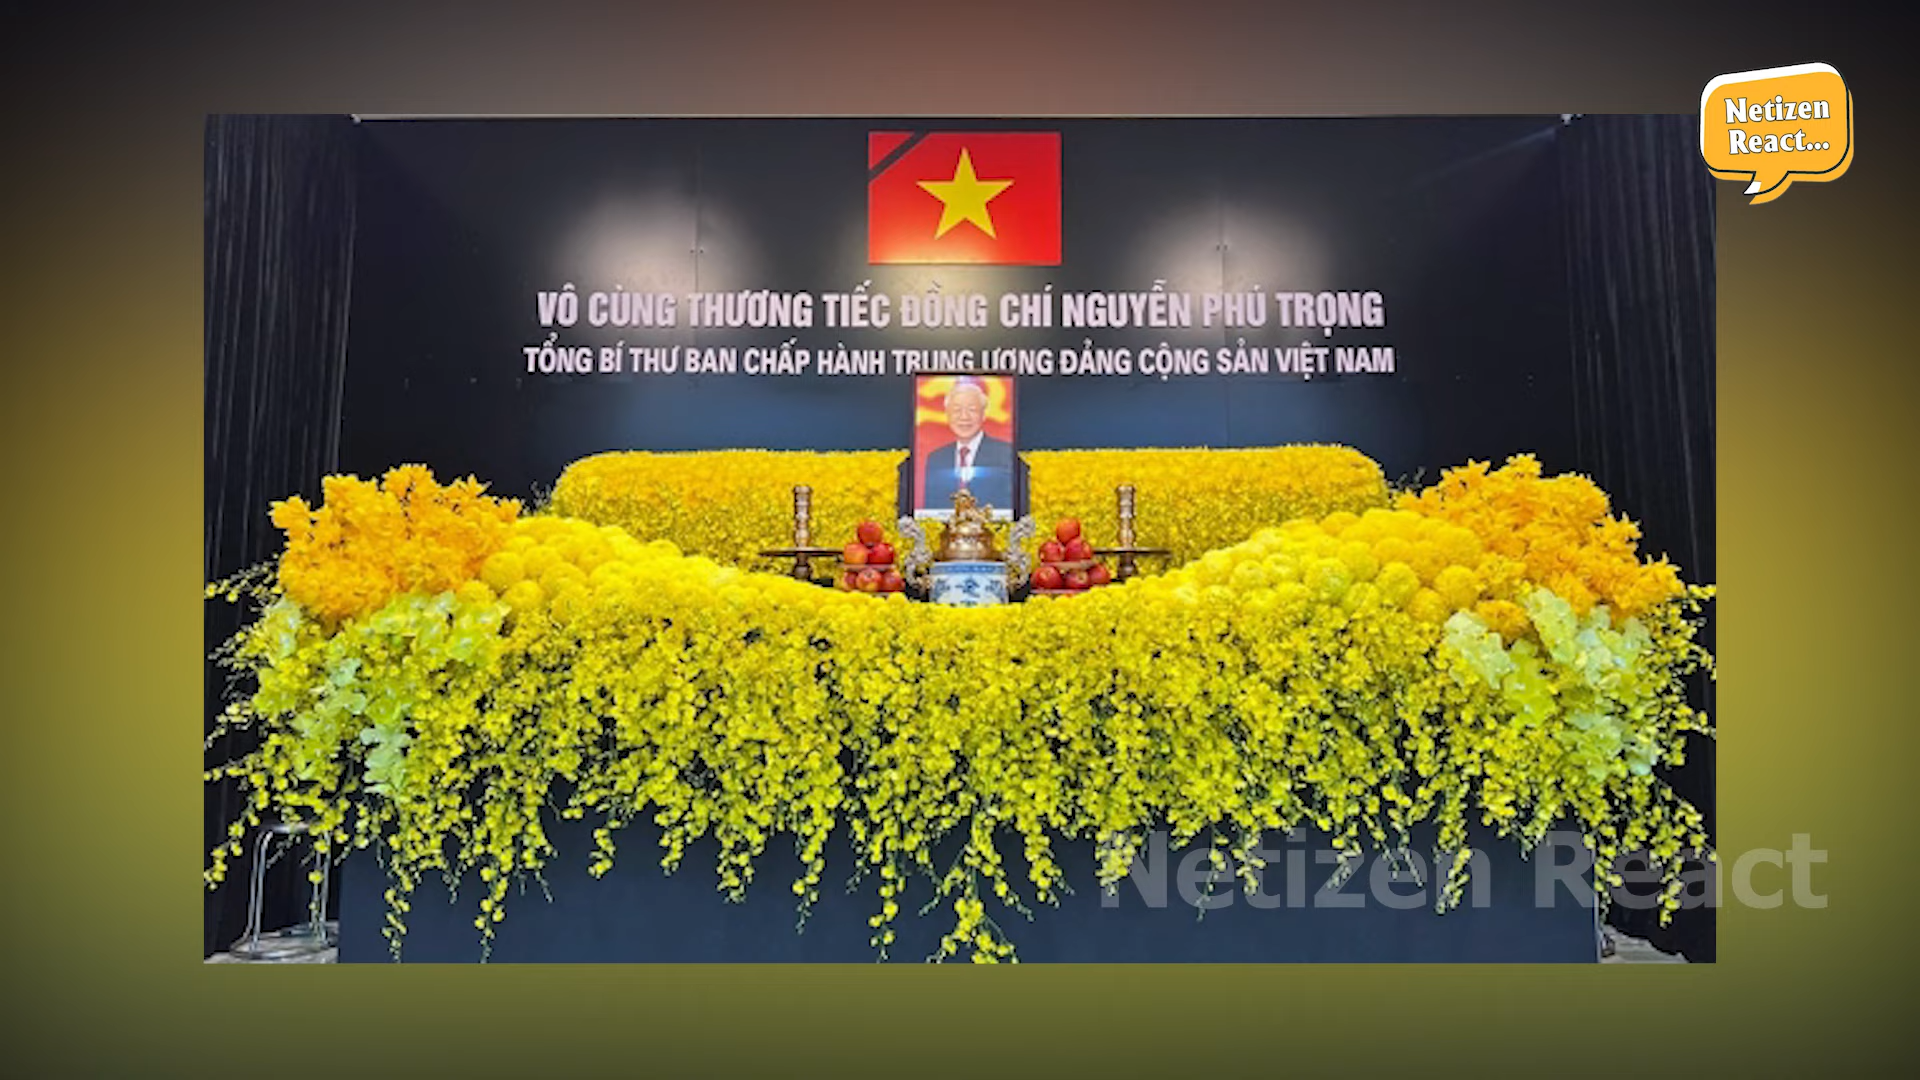 Netizen
React...
VÔ CÙNG THƯƠNG TIẾC ĐỒNG CHÍ NGUYỄN PHÚ TRỌNG
TỔNG BÍ THƯ BAN CHẤP HÀNH TRUNG ƯƠNG ĐẢNG CỘNG SẢN VIỆT NAM
Netizen React